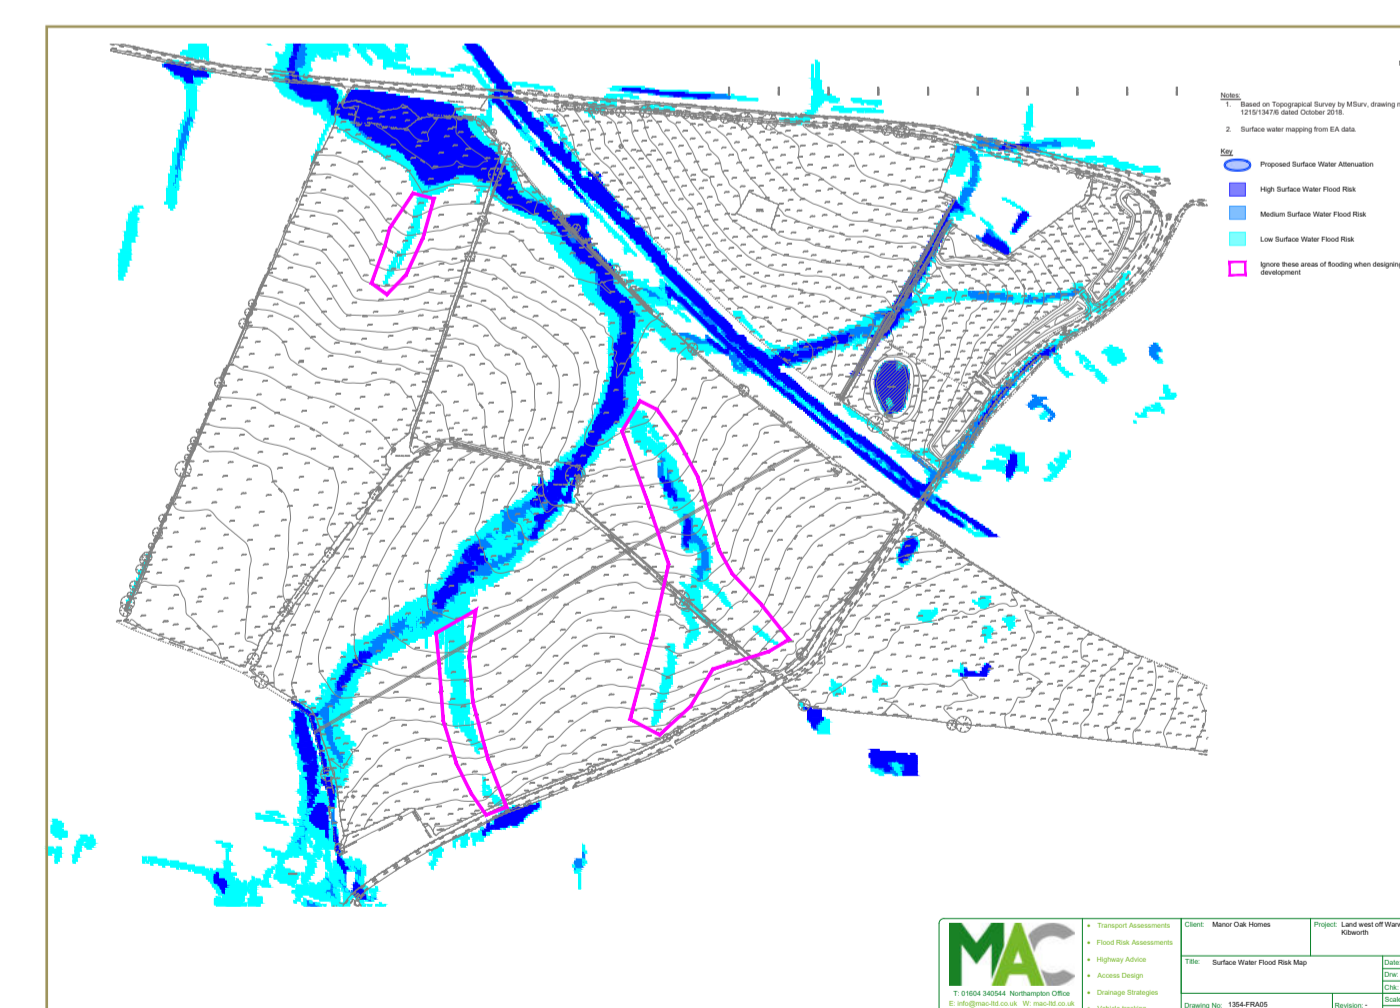 Notes:
1. Based on Topograpical Survey by MSurv, drawing
1215/1347/6 dated October 2018.
2. Surface water mapping from EA data.
Key
Proposed Surface Water Attenuation
High Surface Water Flood Risk
Medium Surface Water Flood Risk
Low Surface Water Flood Risk
Ignore these areas of flooding when designing
development
MAC
T: 01604 340544 Northampton Office
E: info@mac-ltd.co.uk W: mac-ltd.co.uk
• Transport Assessments
• Flood Risk Assessments
• Highway Advice
• Access Design
• Drainage Strategies
Client: Manor Oak Homes
Project: Land west off
Kibworth
Title: Surface Water Flood Risk Map
Date:
Drw:
Chk:
Drawing No: 1354-FRA05
Revision: -